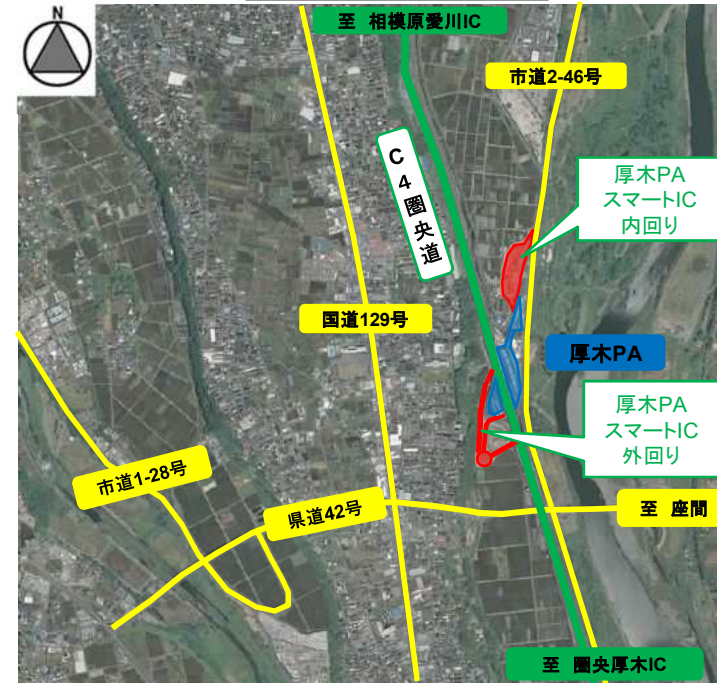 N
至 相模原愛川IC
市道2-46号
C4圏央道
厚木PA
スマートIC
内回り
国道129号
厚木PA
厚木PA
スマートIC
外回り
市道1-28号
県道42号
至 座間
至 圏央厚木IC